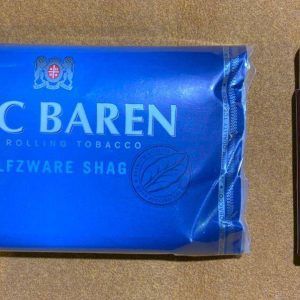 C BAREN
ROLLING TOBACCO
LFZWARE SHAG